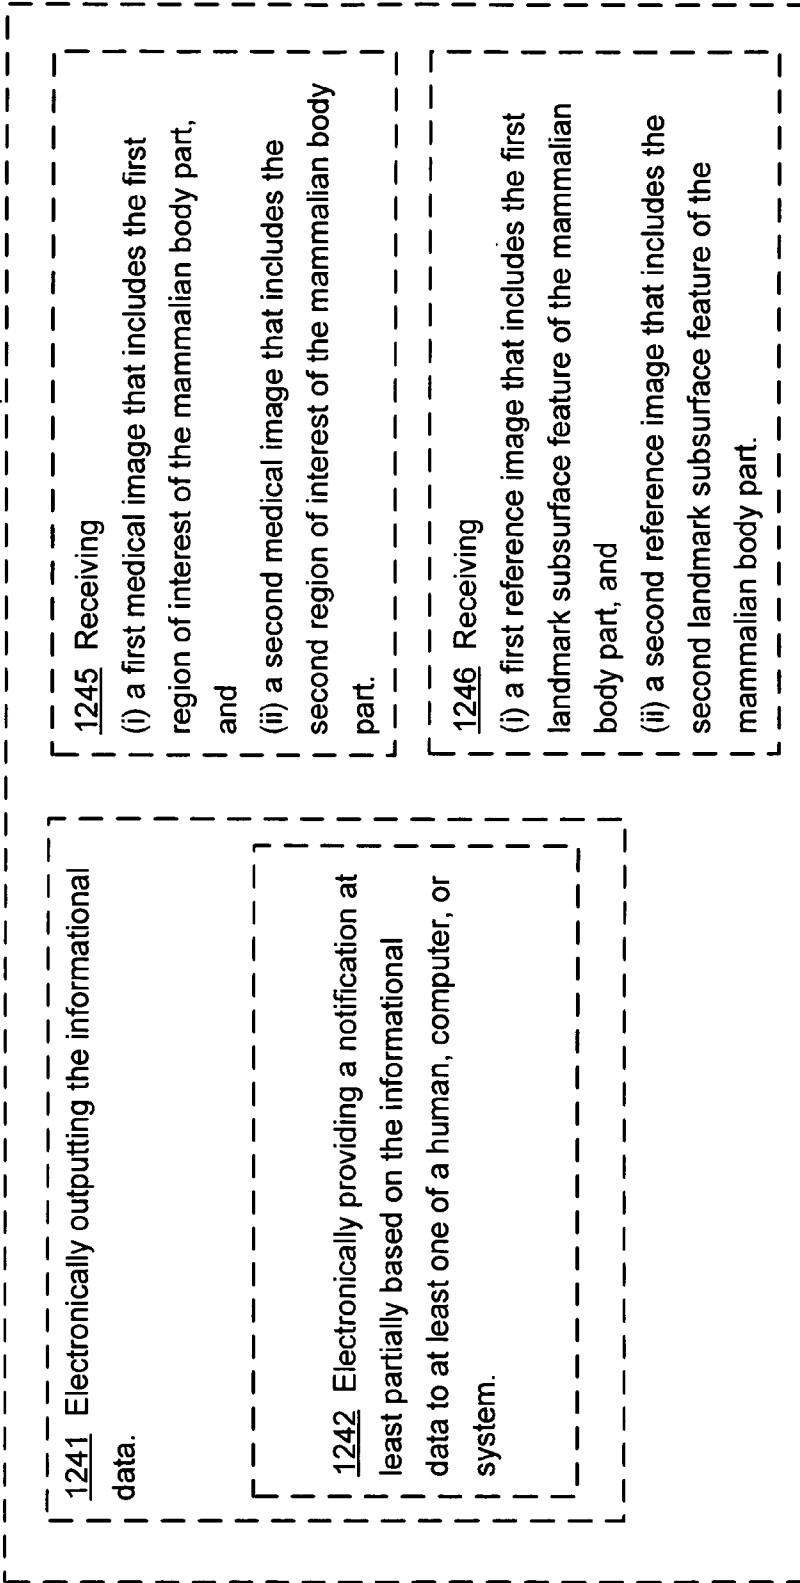 1241 Electronically outputting the informational
data.
1242 Electronically providing a notification at
least partially based on the informational
data to at least one of a human, computer, or
system.
1245 Receiving
(i) a first medical image that includes the first
region of interest of the mammalian body part,
and
(ii) a second medical image that includes the
second region of interest of the mammalian body
part.
1246 Receiving
(i) a first reference image that includes the first
landmark subsurface feature of the mammalian
body part, and
(ii) a second reference image that includes the
second landmark subsurface feature of the
mammalian body part.